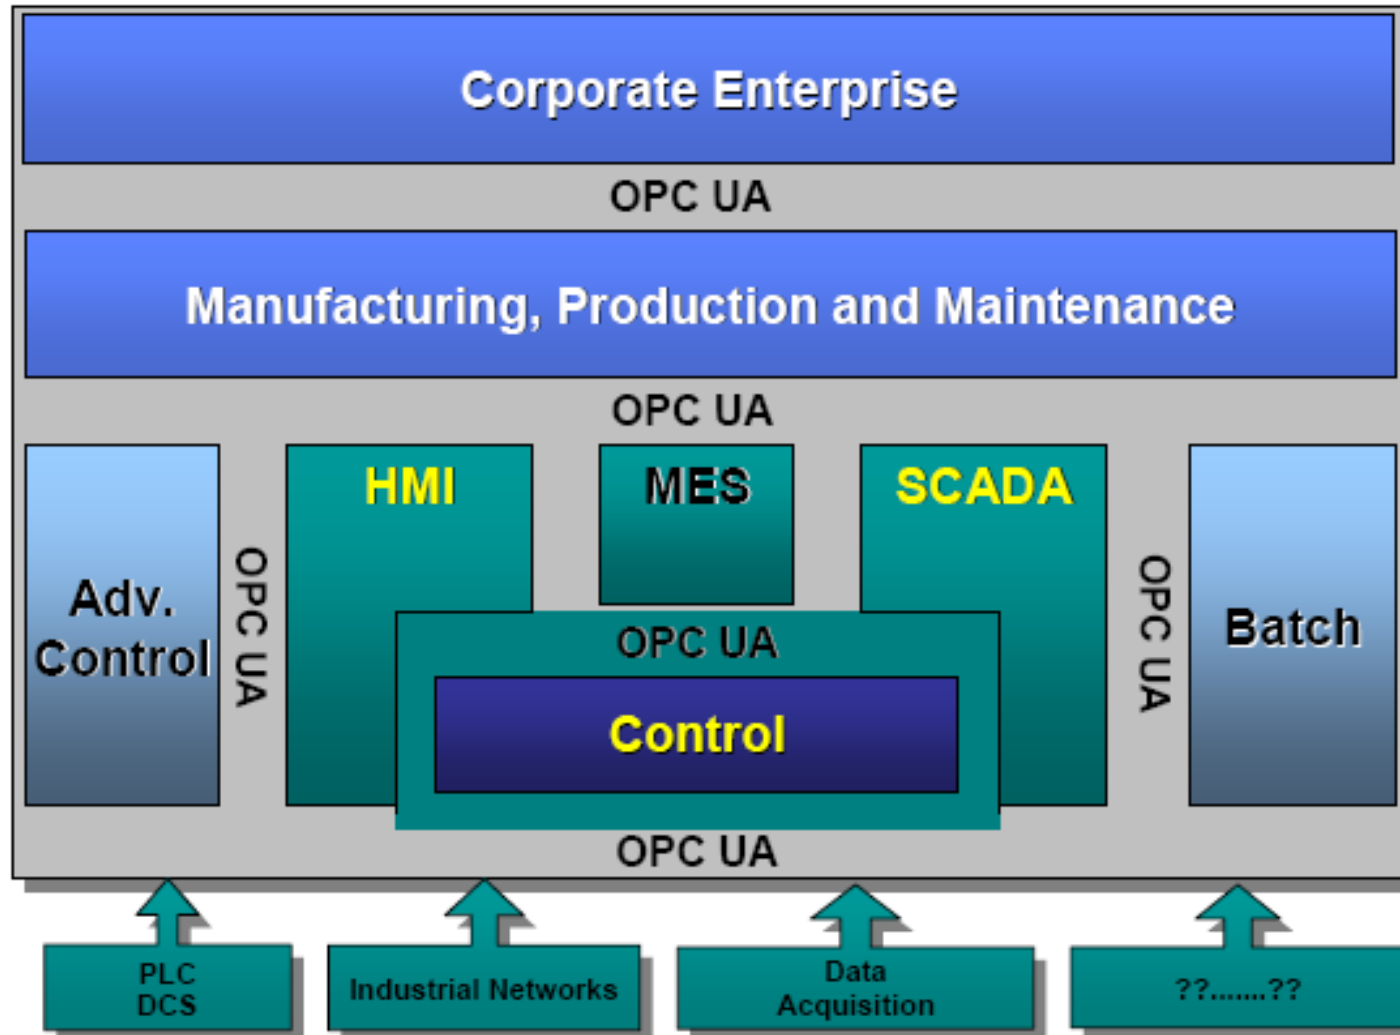 Corporate Enterprise
OPC UA
Manufacturing, Production and Maintenance
OPC UA
HMI
MES
SCADA
Adv.
Control
OPC UA
OPC UA
Control
OPC UA
Batch
OPC UA
PLC
DCS
Industrial Networks
Data
Acquisition
??.......??